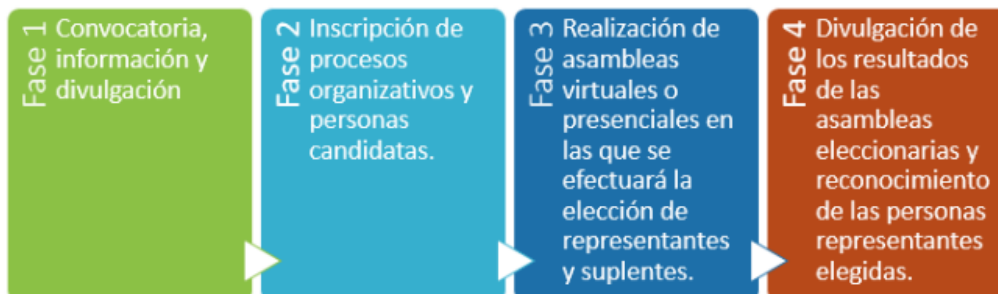 Fase 1
Convocatoria,
información y
divulgación
Fase 2
Inscripción de
procesos
organizativos y
personas
candidatas.
Fase 3
Realización de
asambleas
virtuales o
presenciales en
las que se
efectuará la
elección de
representantes
y suplentes.
Fase 4
Divulgación de
los resultados
de las
asambleas
eleccionarias y
reconocimiento
de las personas
representantes
elegidas.